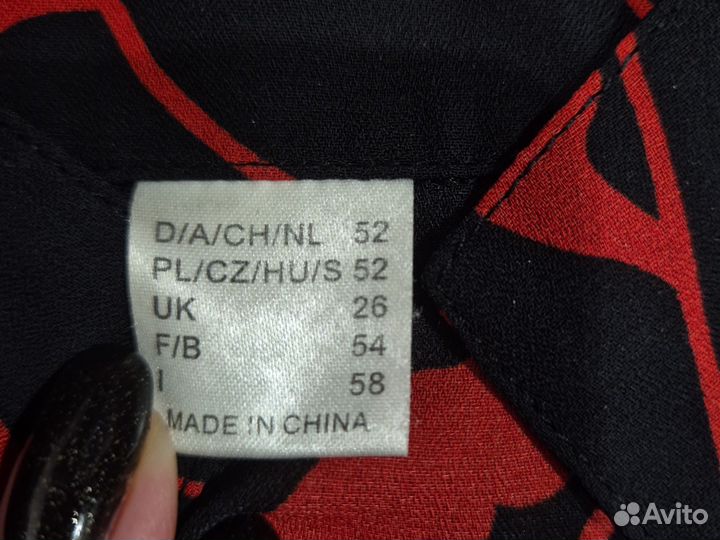 D/A/CH/NL 52
PL/CZ/HU/S 52
UK 26
F/B 54
I 58
MADE IN CHINA
Avito